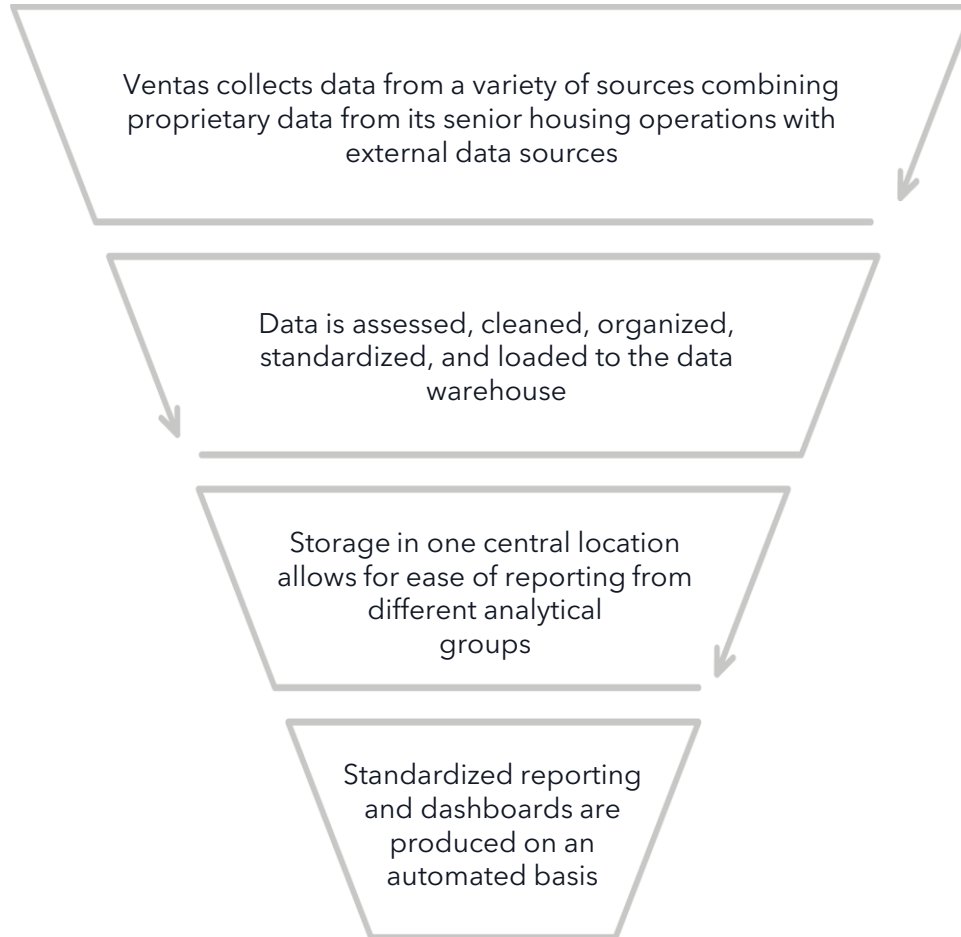 Ventas collects data from a variety of sources combining
proprietary data from its senior housing operations with
external data sources
Data is assessed, cleaned, organized,
standardized, and loaded to the data
warehouse
Storage in one central location
allows for ease of reporting from
different analytical
groups
Standardized reporting
and dashboards are
produced on an
automated basis